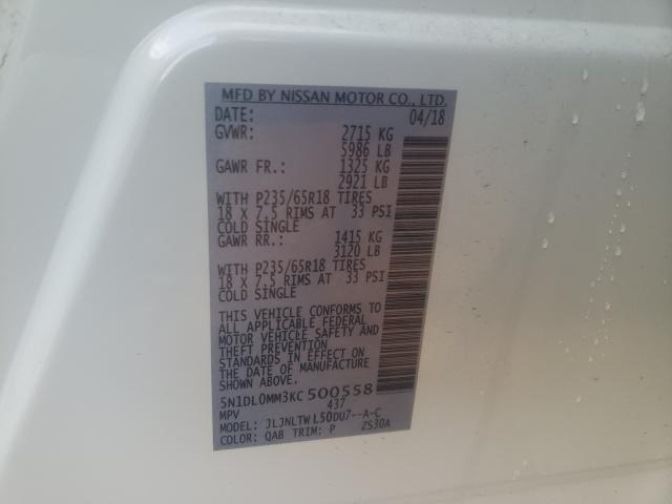 MFD BY NISSAN MOTOR CO., LTD.
DATE: 04/18
GVWR: 2715 KG
5986 LB
GAWR FR.: 1325 KG
2921 LB
WITH P235/65R18 TIRES
18 X 7.5 RIMS AT 33 PSI
COLD SINGLE
GAWR RR.: 1415 KG
3120 LB
WITH P235/65R18 TIRES
18 X 7.5 RIMS AT 33 PSI
COLD SINGLE
THIS VEHICLE CONFORMS TO
ALL APPLICABLE FEDERAL
MOTOR VEHICLE SAFETY AND
THEFT PREVENTION
STANDARDS IN EFFECT ON
THE DATE OF MANUFACTURE
SHOWN ABOVE.
5N1DL0MM3KC500558
MPV 437
MODEL: JLJNLTWL50DU7--A-C
COLOR: QAB TRIM: P ZS30A